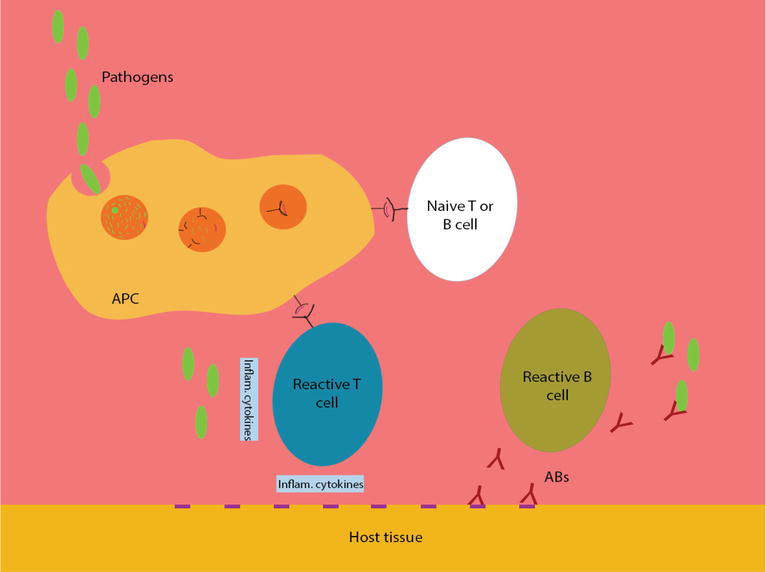 Pathogens
Naive T or
B cell
APC
Inflam. cytokines
Reactive T
cell
Reactive B
cell
ABs
Inflam. cytokines
Host tissue